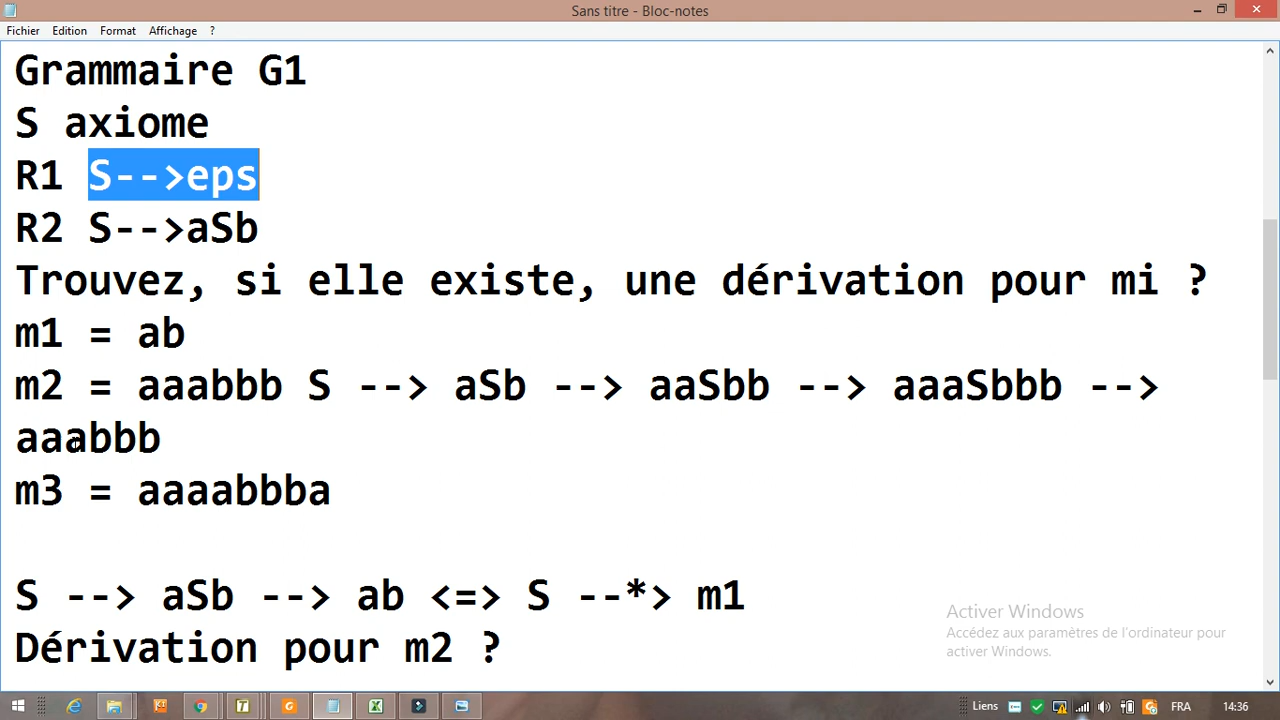 Sans titre - Bloc-notes
Fichier Edition Format Affichage ?
Grammaire G1
S axiome
R1 S-->eps
R2 S-->aSb
Trouvez, si elle existe, une dérivation pour mi ?
m1 = ab
m2 = aaabbb S --> aSb --> aaSbb --> aaaSbbb -->
aaabbb
m3 = aaaabbba
S --> aSb --> ab <=> S --*> m1
Dérivation pour m2 ?
Activer Windows
Accédez aux paramètres de l'ordinateur pour
activer Windows.
Liens FRA 14:36